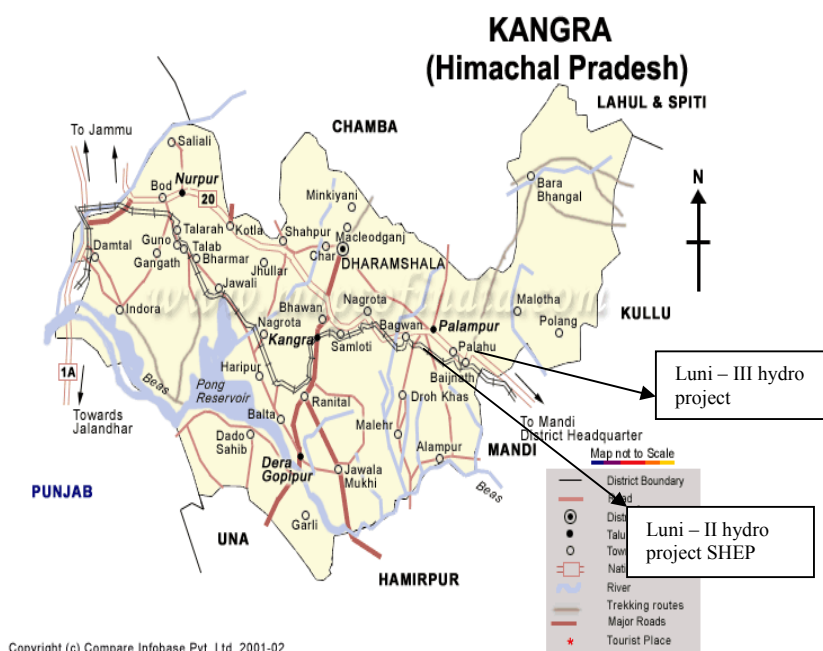 KANGRA
(Himachal Pradesh)
LAHUL & SPITI
To Jammu
CHAMBA
Saliali
N
Nurpur
Bod
20
Minkiyani
Bara
Bhangal
Talarah
Kotla
Shahpur
Macleodganj
Guno
Talab
Char
Damtal
Gangath
Bharmar
Jhullar
DHARAMSHALA
Jawali
Malotha
Indora
Bhawan
Nagrota
KULLU
Nagrota
Bagwan
Palampur
Polang
Kangra
Samloti
Palahu
1A
Beas
Pong
Reservoir
Haripur
Baijnath
Luni – III hydro
project
Towards
Jalandhar
Balta
Ranital
Droh Khas
To Mandi
District Headquarter
Dado
Sahib
Malehr
MANDI
Map not to Scale
Dera
Gopipur
Jawala
Mukhi
Alampur
Beas
District Boundary
PUNJAB
Garli
UNA
Luni – II hydro
project SHEP
HAMIRPUR
River
Trekking routes
Major Roads
Tourist Place
Copyright (c) Compare Infobase Pvt. Ltd. 2001-02